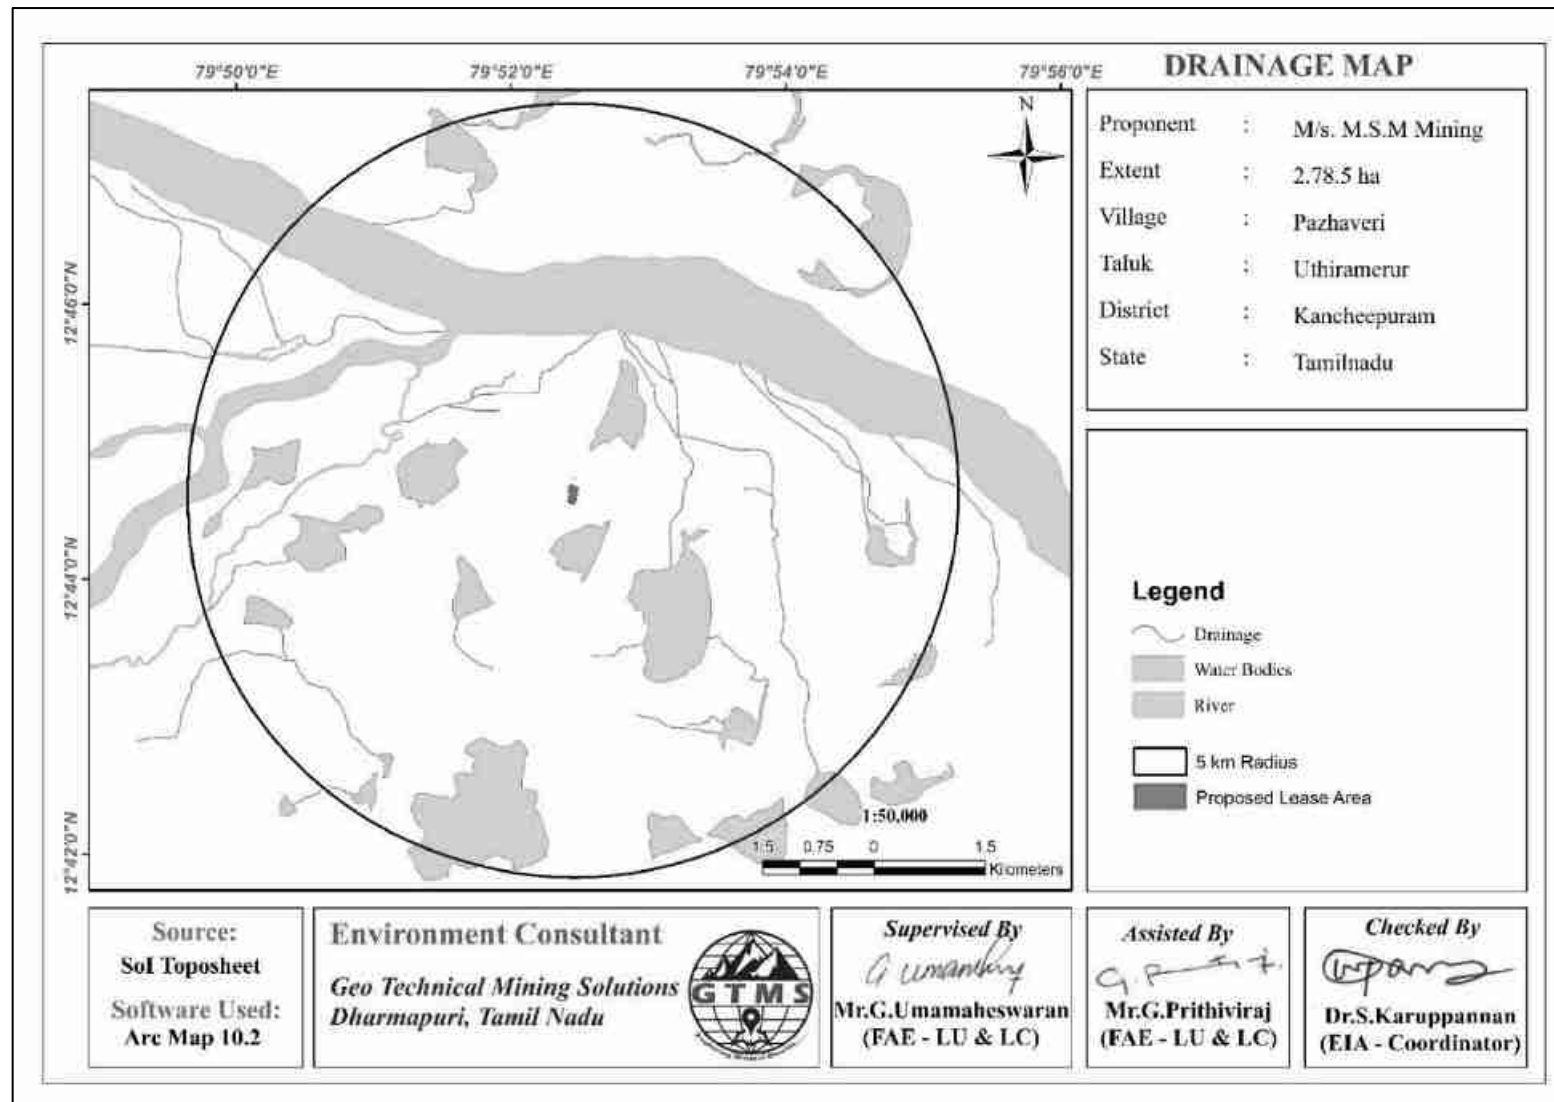 DRAINAGE MAP
79°50'0"E
79°52'0"E
79°54'0"E
79°56'0"E
N
12°46'0"N
12°44'0"N
12°42'0"N
Proponent : M/s. M.S.M Mining
Extent : 2.78.5 ha
Village : Pazhaveri
Taluk : Uthiramerur
District : Kancheepuram
State : Tamilnadu
Legend
Drainage
Water Bodies
River
5 km Radius
Proposed Lease Area
1:50,000
1.5 0.75 0 1.5
Kilometers
Source:
SoI Toposheet
Software Used:
Arc Map 10.2
Environment Consultant
Geo Technical Mining Solutions
Dharmapuri, Tamil Nadu
GTMS
Supervised By
Mr.G.Umamaheswaran
(FAE - LU & LC)
Assisted By
Mr.G.Prithiviraj
(FAE - LU & LC)
Checked By
Dr.S.Karuppannan
(EIA - Coordinator)